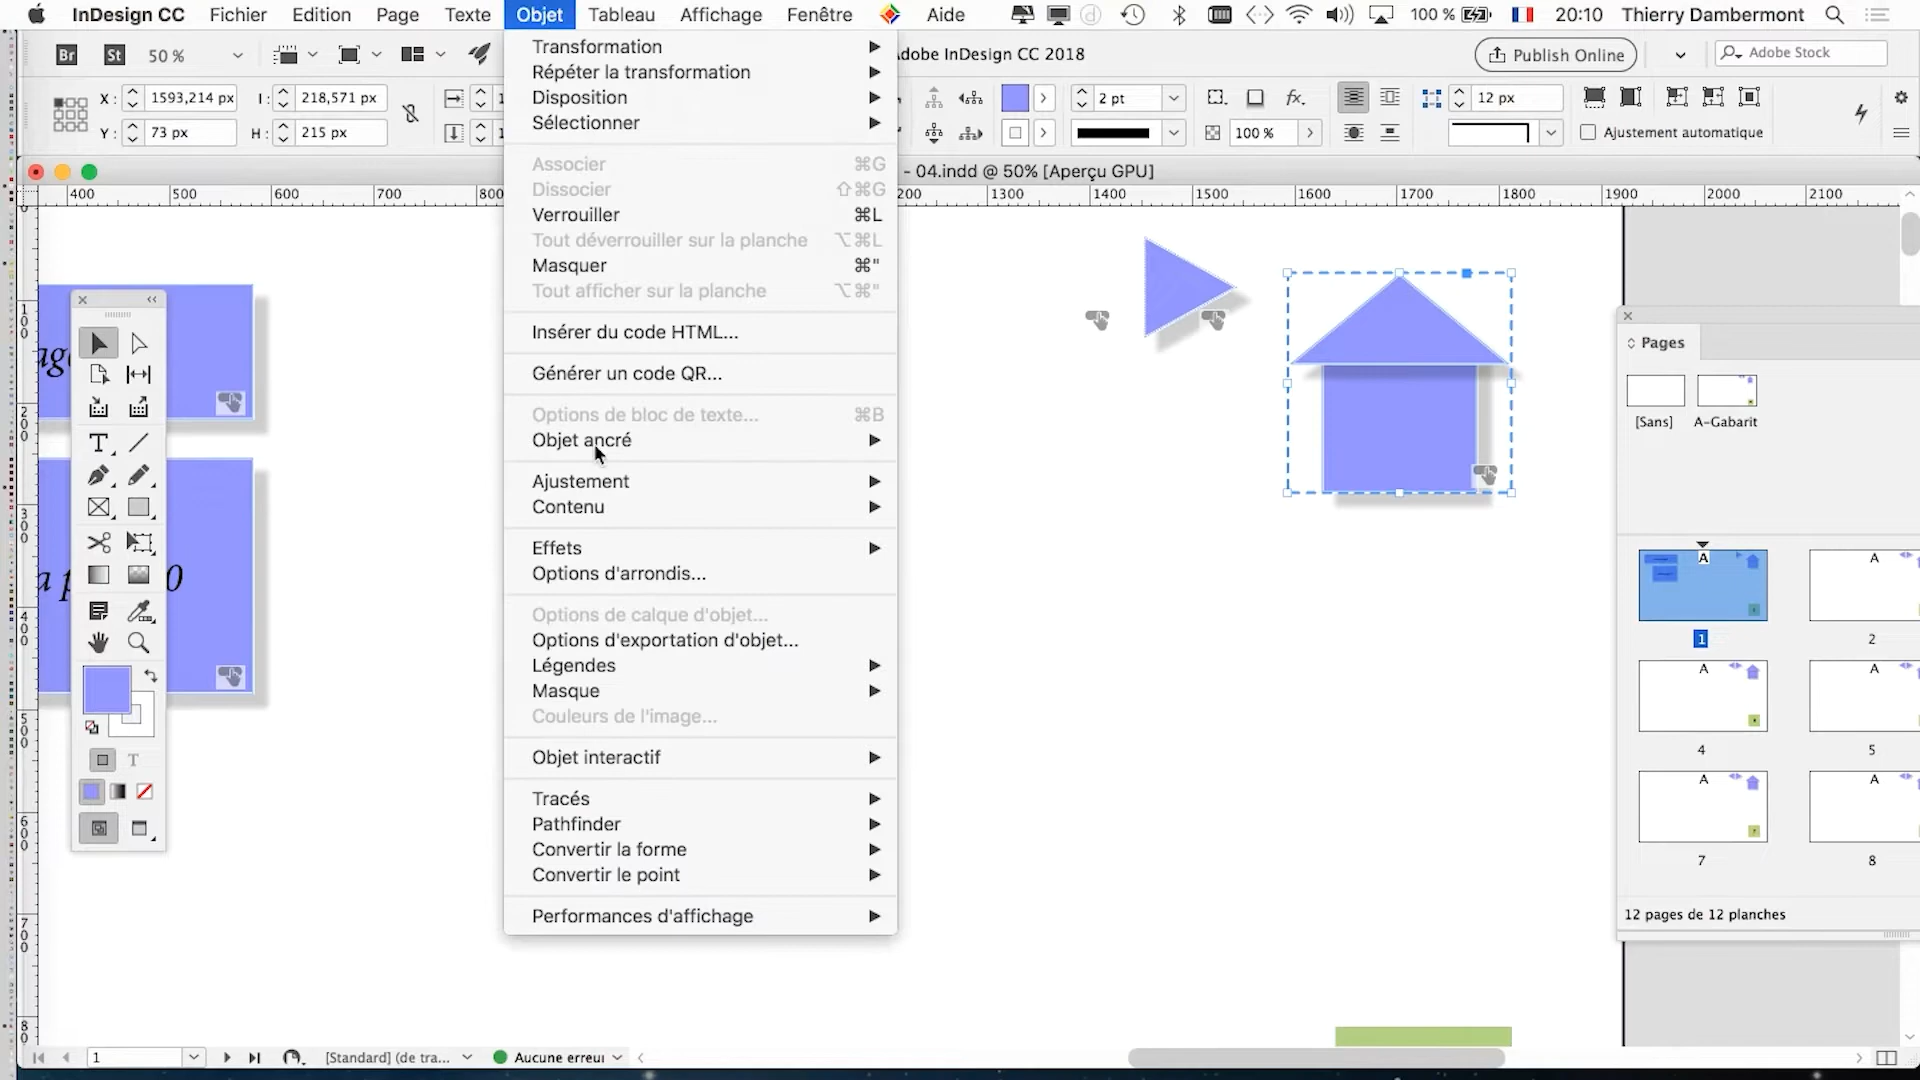 InDesign CC Fichier Edition Page Texte Objet Tableau Affichage Fenêtre Aide 100 % 20:10 Thierry Dambermont
Br St 50 % Adobe InDesign CC 2018 Publish Online Adobe Stock
X : 1593,214 px I : 218,571 px 2 pt fx. 12 px
Y : 73 px H : 215 px 100 % Ajustement automatique
- 04.indd @ 50% [Aperçu GPU]
400 500 600 700 800 200 1300 1400 1500 1600 1700 1800 1900 2000 2100
Transformation
Répéter la transformation
Disposition
Sélectionner
Associer ⌘G
Dissocier ⇧⌘G
Verrouiller ⌘L
Tout déverrouiller sur la planche ⌥⌘L
Masquer ⌘"
Tout afficher sur la planche ⌥⌘"
Insérer du code HTML...
Générer un code QR...
Options de bloc de texte... ⌘B
Objet ancré
Ajustement
Contenu
Effets
Options d'arrondis...
Options de calque d'objet...
Options d'exportation d'objet...
Légendes
Masque
Couleurs de l'image...
Objet interactif
Tracés
Pathfinder
Convertir la forme
Convertir le point
Performances d'affichage
Pages
[Sans] A-Gabarit
A A
1 2
A A
4 5
A A
7 8
12 pages de 12 planches
1 [Standard] (de tra... Aucune erreur